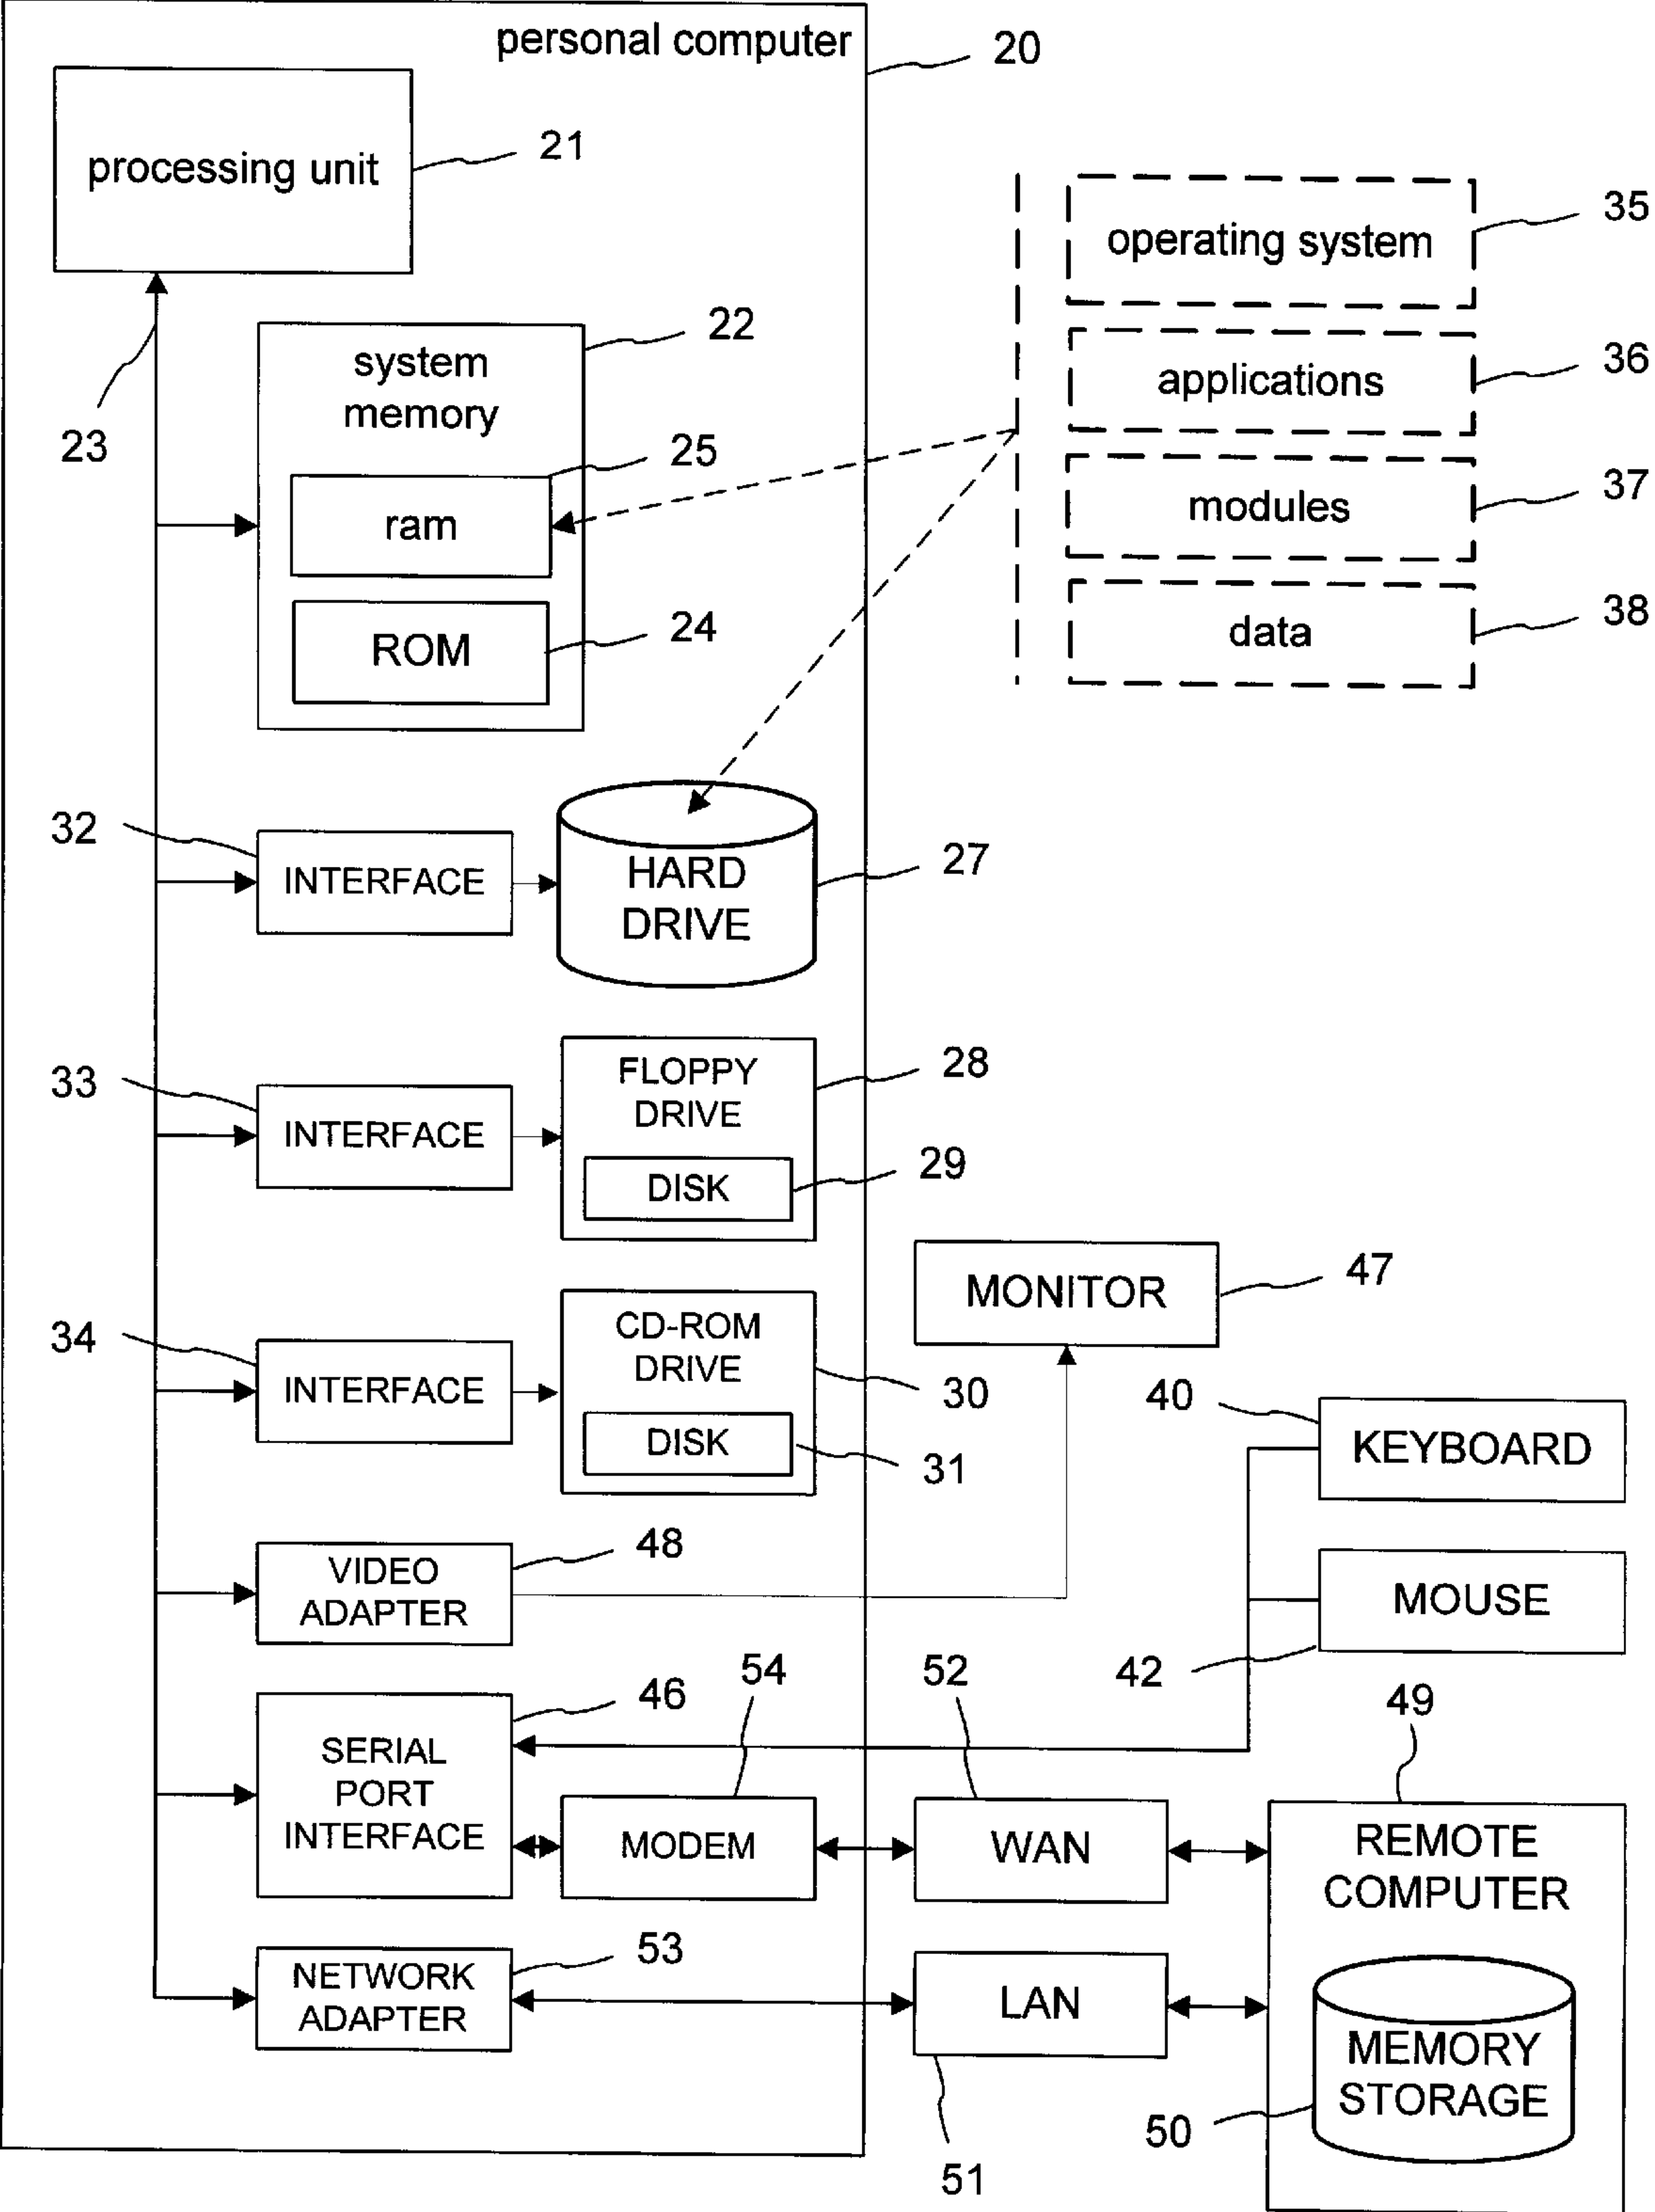 personal computer
20
processing unit
21
operating system
35
22
system
memory
applications
36
23
25
ram
modules
37
24
ROM
data
38
32
INTERFACE
HARD
DRIVE
27
33
INTERFACE
FLOPPY
DRIVE
28
DISK
29
MONITOR
47
34
INTERFACE
CD-ROM
DRIVE
30
DISK
31
40
KEYBOARD
VIDEO
ADAPTER
48
MOUSE
42
46
54
52
49
SERIAL
PORT
INTERFACE
MODEM
WAN
REMOTE
COMPUTER
NETWORK
ADAPTER
53
LAN
51
MEMORY
STORAGE
50